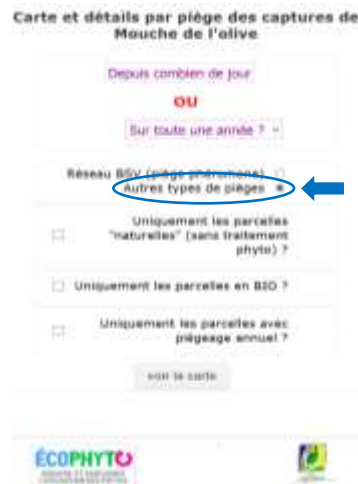 Carte et détails par piège des captures de
Mouche de l'olive
Depuis combien de jour
OU
Sur toute une année ?
Réseau BSV (piège phéromone)
Autres types de pièges
Uniquement les parcelles
"naturelles" (sans traitement
phyto) ?
Uniquement les parcelles en BIO ?
Uniquement les parcelles avec
piégeage annuel ?
voir la carte
ÉCOPHYTO